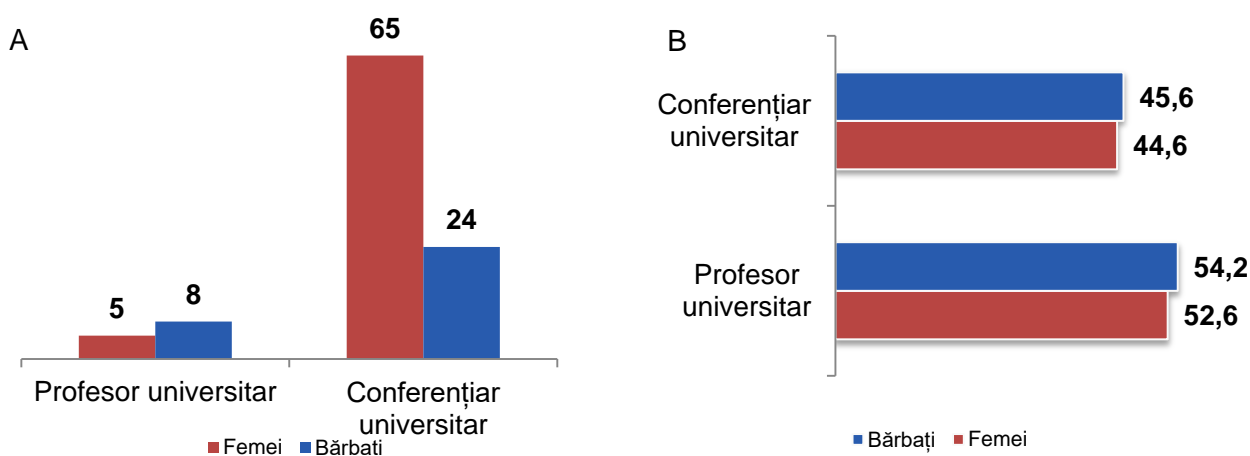 A
65
24
5
8
Profesor universitar
Conferențiar
universitar
Femei
Bărbați
B
Conferențiar
universitar
45,6
44,6
Profesor
universitar
54,2
52,6
Bărbați
Femei